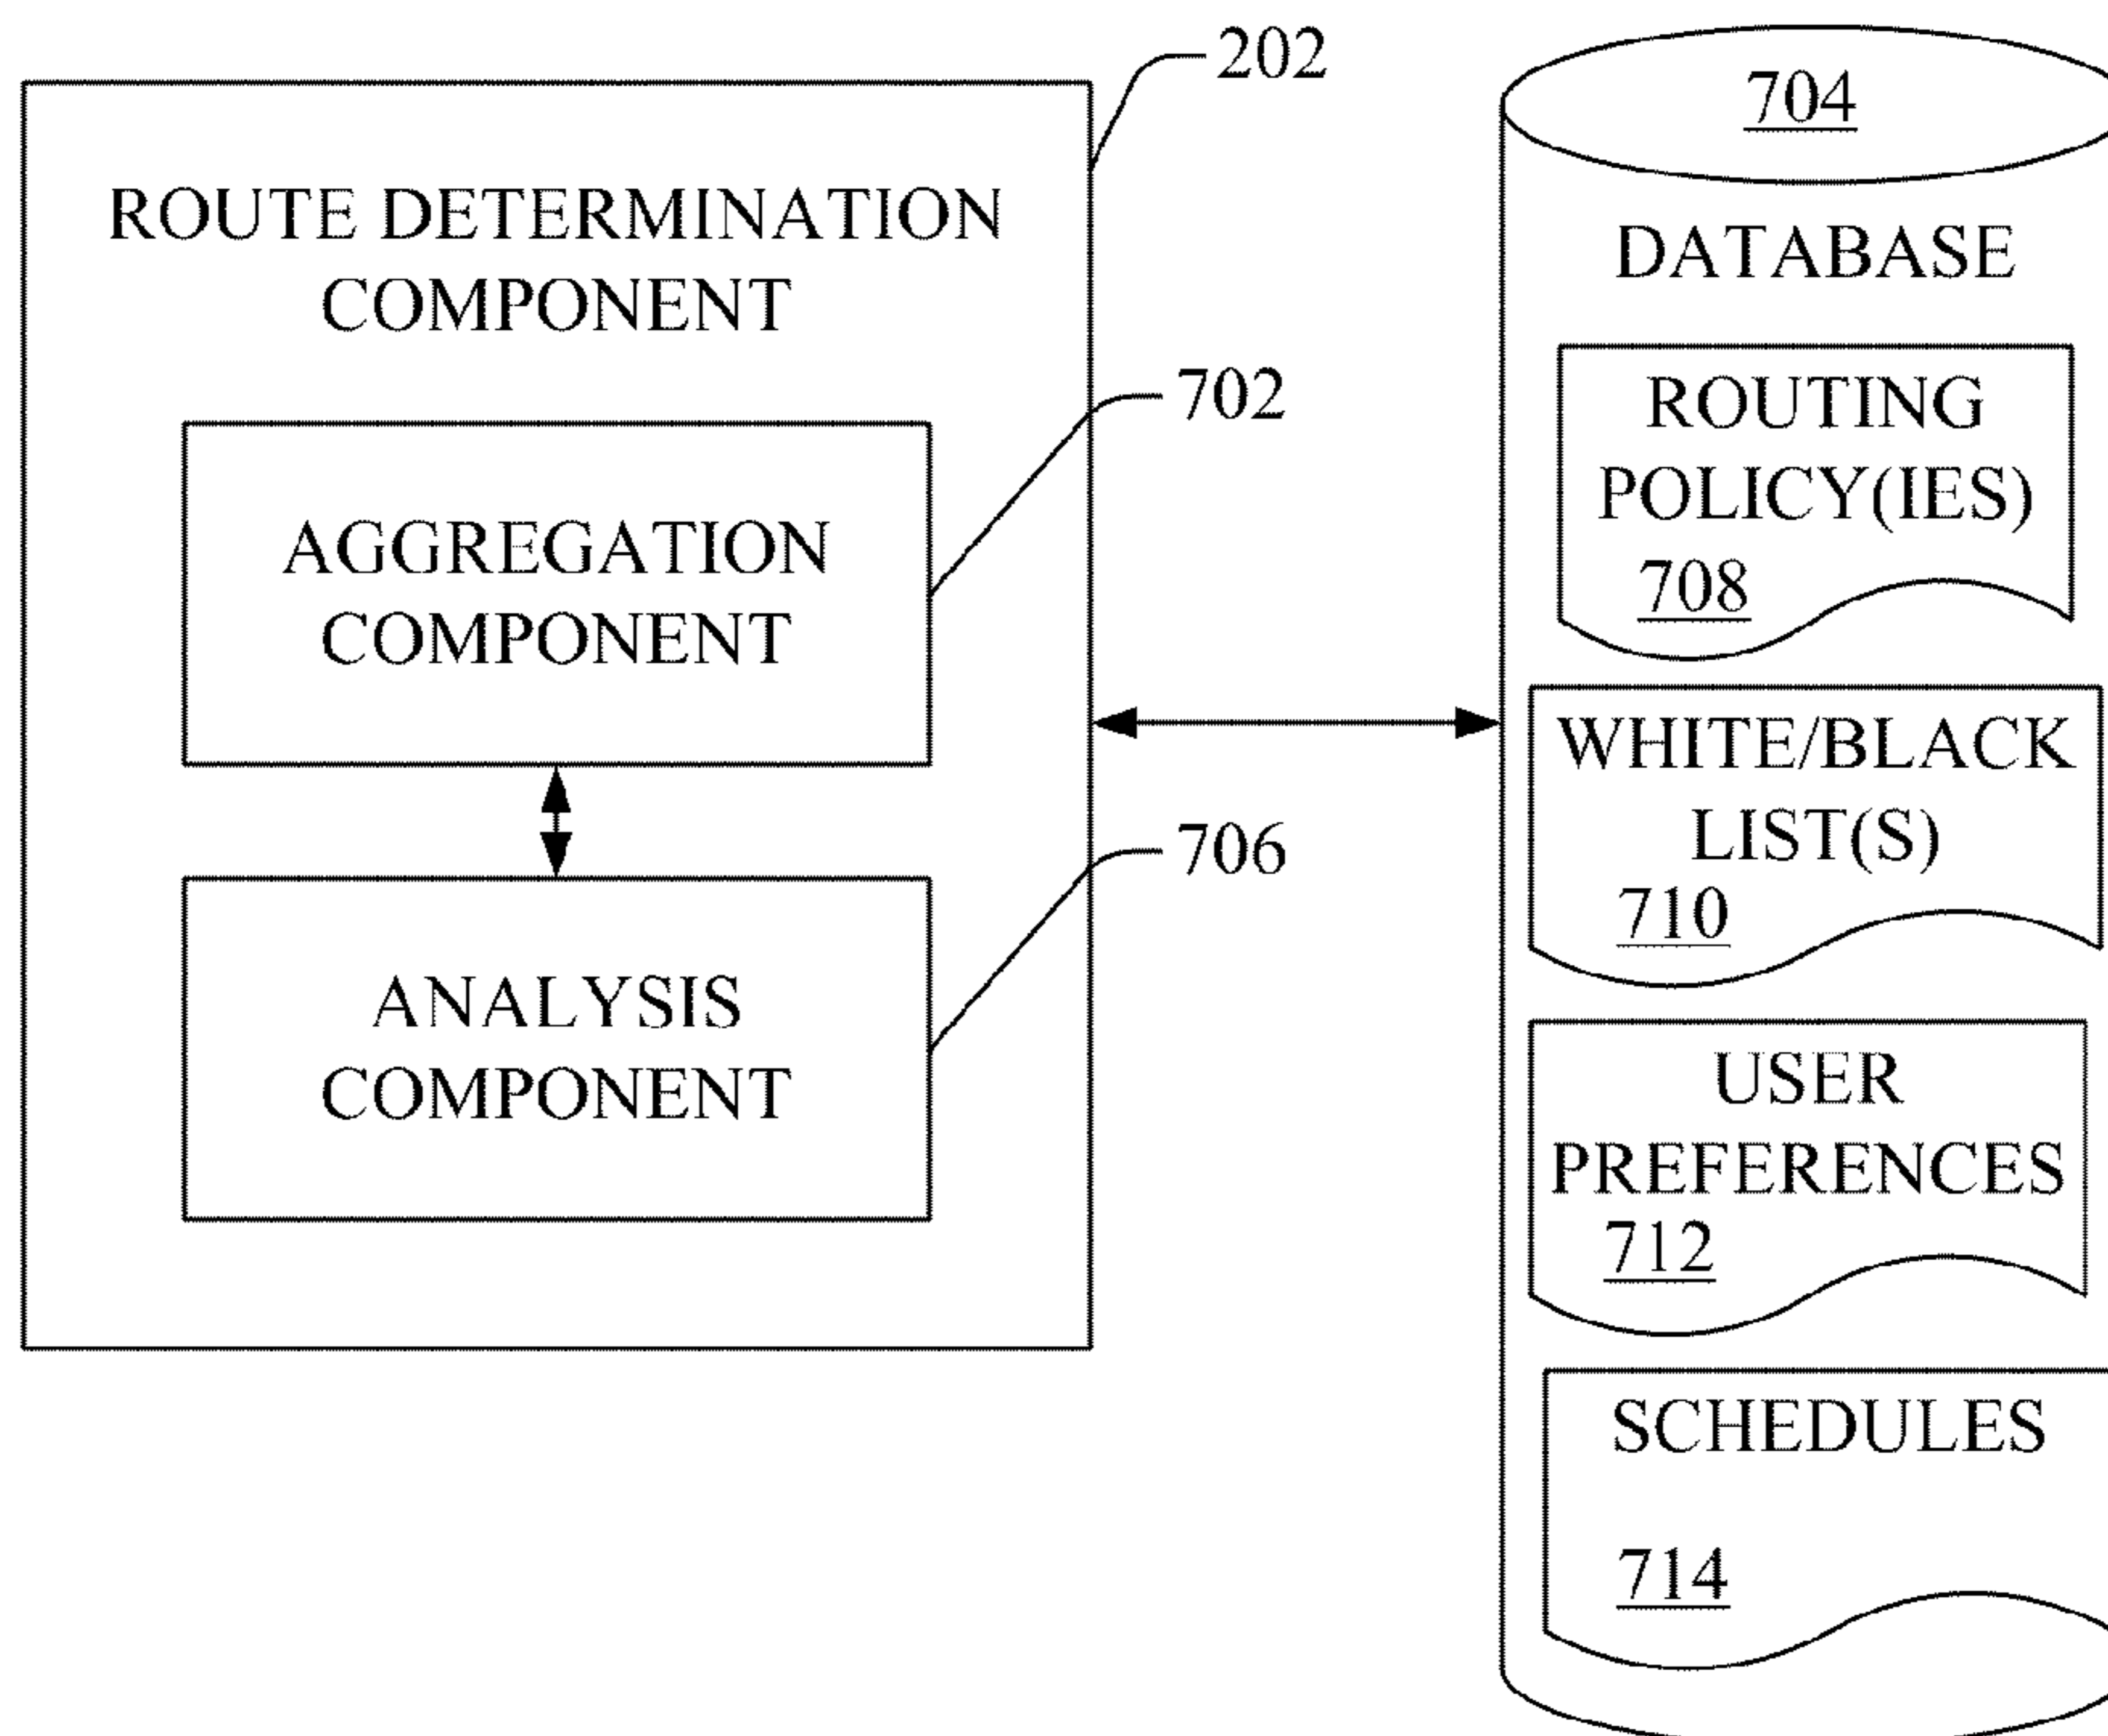 202
ROUTE DETERMINATION
COMPONENT
702
AGGREGATION
COMPONENT
706
ANALYSIS
COMPONENT
704
DATABASE
ROUTING
POLICY(IES)
708
WHITE/BLACK
LIST(S)
710
USER
PREFERENCES
712
SCHEDULES
714